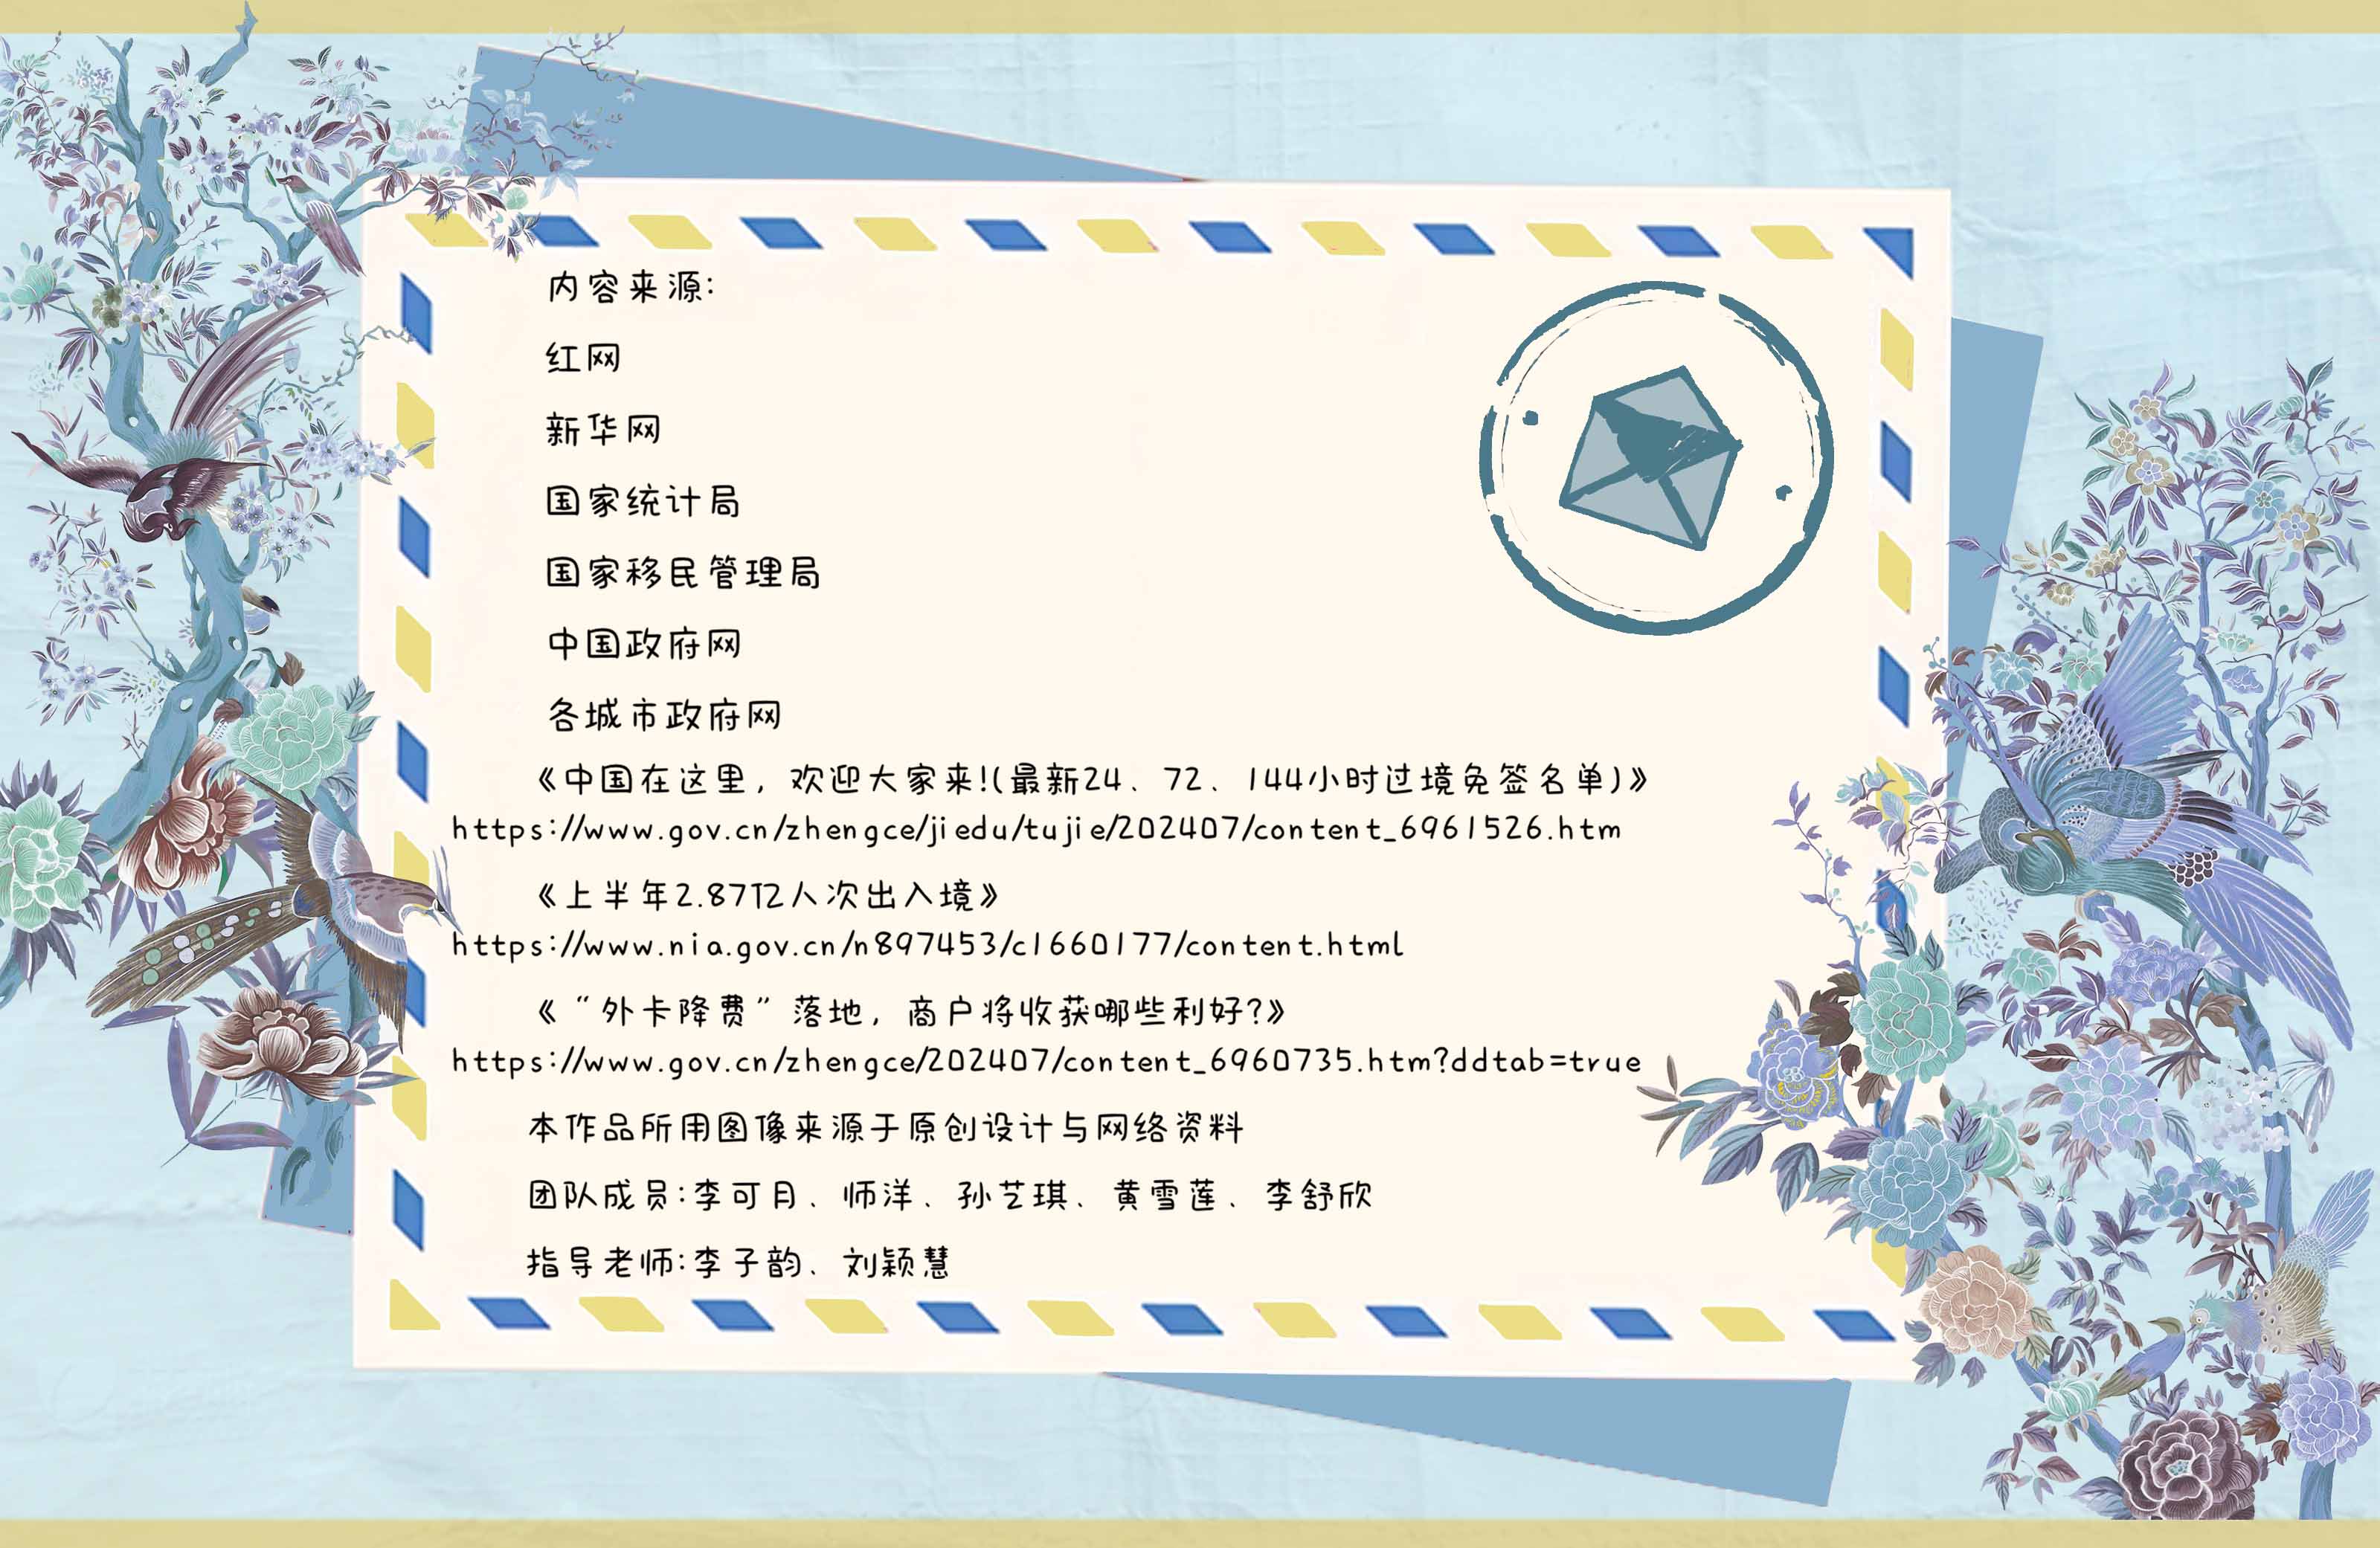 内容来源:
红网
新华网
国家统计局
国家移民管理局
中国政府网
各城市政府网
《中国在这里，欢迎大家来!(最新24、72、144小时过境免签名单)》
https://www.gov.cn/zhengce/jiedu/tujie/202407/content_6961526.htm
《上半年2.87亿人次出入境》
https://www.nia.gov.cn/n897453/c1660177/content.html
《“外卡降费”落地，商户将收获哪些利好?》
https://www.gov.cn/zhengce/202407/content_6960735.htm?ddtab=true
本作品所用图像来源于原创设计与网络资料
团队成员:李可月、师洋、孙艺琪、黄雪莲、李舒欣
指导老师:李子韵、刘颖慧